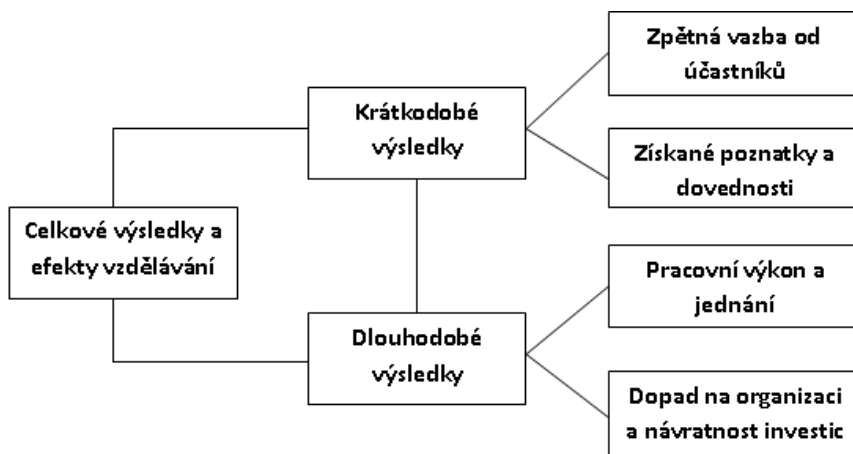 Zpětná vazba od
účastníků
Krátkodobé
výsledky
Získané poznatky a
dovednosti
Celkové výsledky a
efekty vzdělávání
Pracovní výkon a
jednání
Dlouhodobé
výsledky
Dopad na organizaci
a návratnost investic